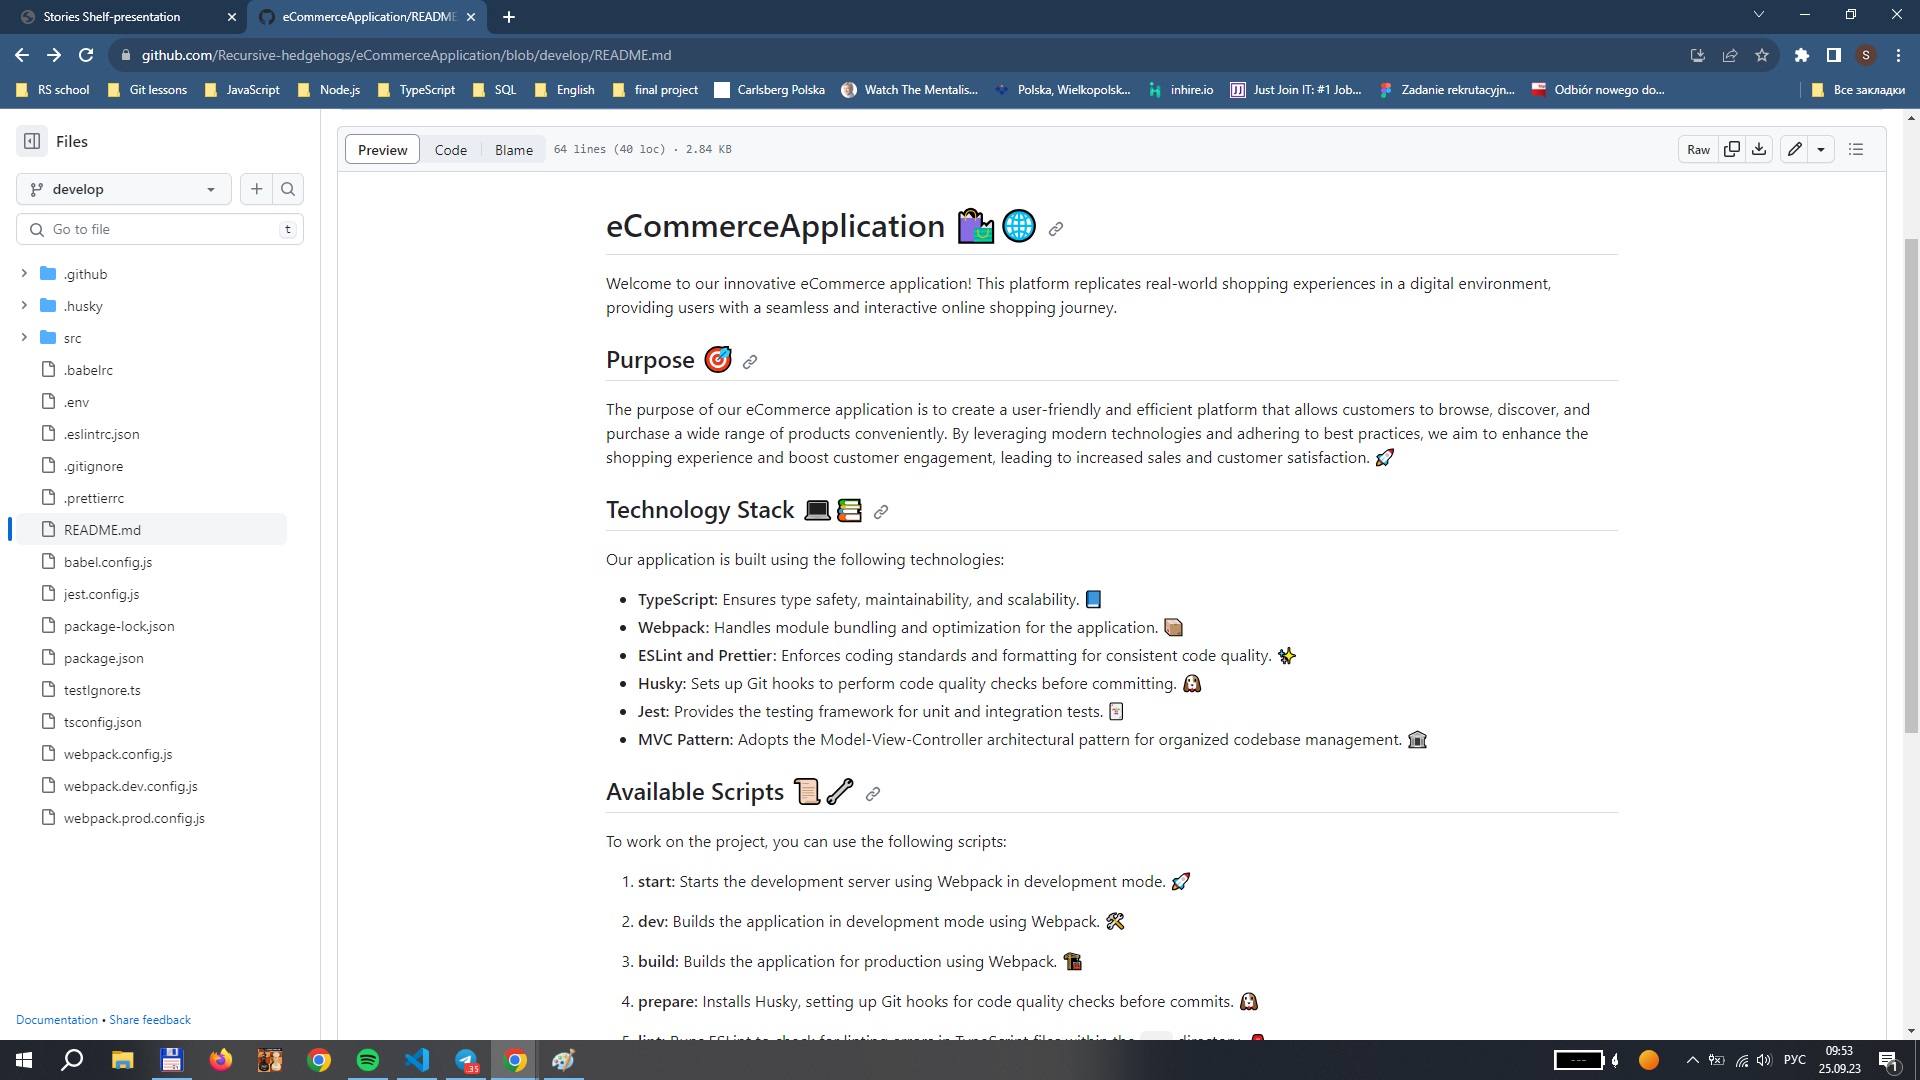 Stories Shelf-presentation
eCommerceApplication/README
github.com/Recursive-hedgehogs/eCommerceApplication/blob/develop/README.md
S
RS school
Git lessons
JavaScript
Node.js
TypeScript
SQL
English
final project
Carlsberg Polska
Watch The Mentalis...
Polska, Wielkopolsk...
inhire.io
Just Join IT: #1 Job...
Zadanie rekrutacyjn...
Odbiór nowego do...
Все закладки
Files
develop
Go to file
t
.github
.husky
src
.babelrc
.env
.eslintrc.json
.gitignore
.prettierrc
README.md
babel.config.js
jest.config.js
package-lock.json
package.json
testIgnore.ts
tsconfig.json
webpack.config.js
webpack.dev.config.js
webpack.prod.config.js
Documentation • Share feedback
Preview
Code
Blame
64 lines (40 loc) · 2.84 KB
Raw
eCommerceApplication
Welcome to our innovative eCommerce application! This platform replicates real-world shopping experiences in a digital environment,
providing users with a seamless and interactive online shopping journey.
Purpose
The purpose of our eCommerce application is to create a user-friendly and efficient platform that allows customers to browse, discover, and
purchase a wide range of products conveniently. By leveraging modern technologies and adhering to best practices, we aim to enhance the
shopping experience and boost customer engagement, leading to increased sales and customer satisfaction. 🚀
Technology Stack
Our application is built using the following technologies:
• TypeScript: Ensures type safety, maintainability, and scalability.
• Webpack: Handles module bundling and optimization for the application.
• ESLint and Prettier: Enforces coding standards and formatting for consistent code quality.
• Husky: Sets up Git hooks to perform code quality checks before committing.
• Jest: Provides the testing framework for unit and integration tests.
• MVC Pattern: Adopts the Model-View-Controller architectural pattern for organized codebase management.
Available Scripts
To work on the project, you can use the following scripts:
1. start: Starts the development server using Webpack in development mode.
2. dev: Builds the application in development mode using Webpack.
3. build: Builds the application for production using Webpack.
4. prepare: Installs Husky, setting up Git hooks for code quality checks before commits.
5. lint: Runs ESLint to check for linting errors in TypeScript files within the directory.
.35
РУС
09:53
25.09.23
1